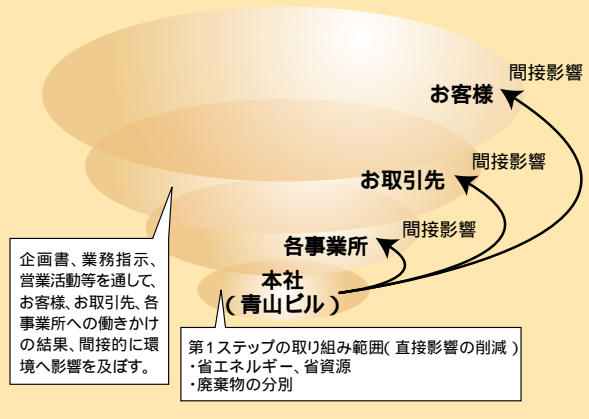 間接影響
お客様
間接影響
お取引先
間接影響
各事業所
本社
(青山ビル)
企画書、業務指示、
営業活動等を通して、
お客様、お取引先、各
事業所への働きかけ
の結果、間接的に環
境へ影響を及ぼす。
第1ステップの取り組み範囲(直接影響の削減)
・省エネルギー、省資源
・廃棄物の分別